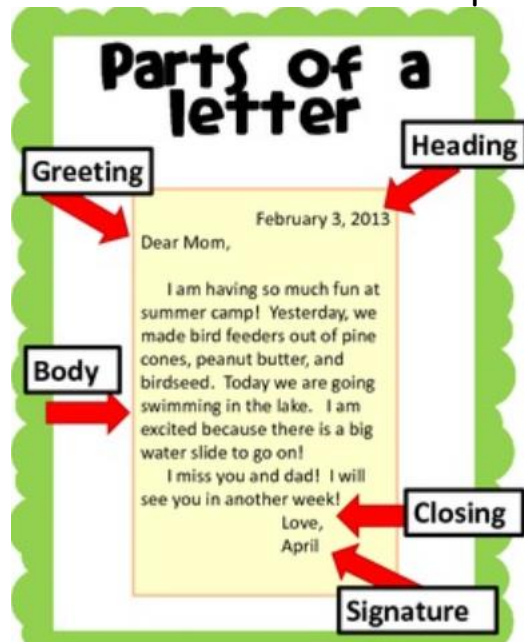 Parts of a
letter
Heading
Greeting
February 3, 2013
Dear Mom,
I am having so much fun at
summer camp! Yesterday, we
made bird feeders out of pine
cones, peanut butter, and
birdseed. Today we are going
swimming in the lake. I am
excited because there is a big
water slide to go on!
I miss you and dad! I will
see you in another week!
Love,
April
Body
Closing
Signature